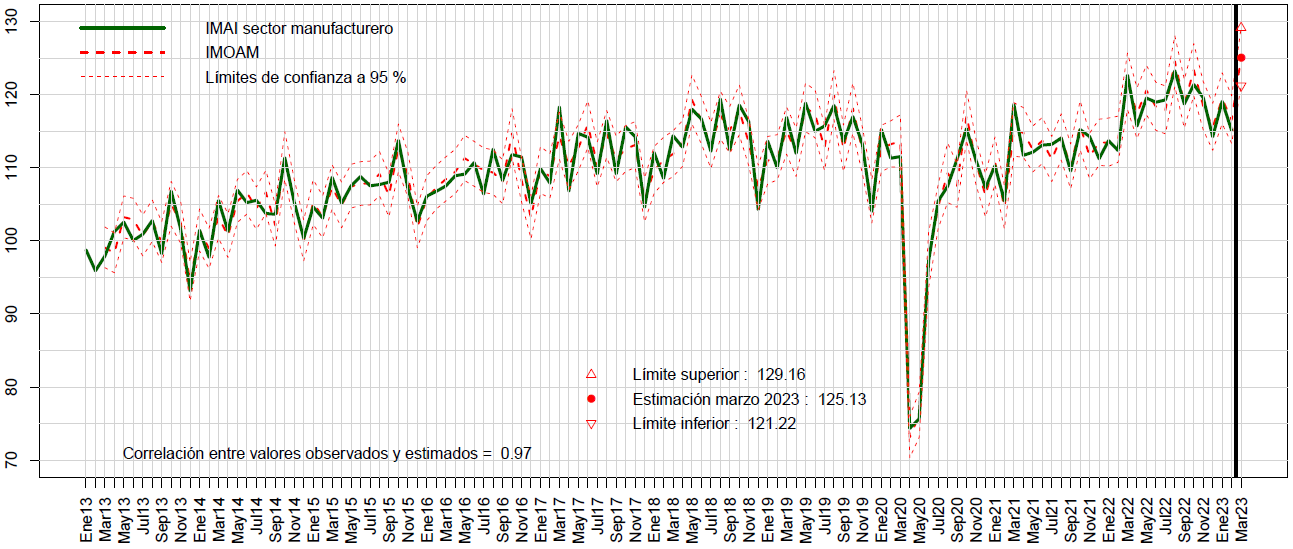 IMAI sector manufacturero
IMOAM
Límites de confianza a 95 %
130
120
110
100
90
80
70
Límite superior : 129.16
Estimación marzo 2023 : 125.13
Límite inferior : 121.22
Correlación entre valores observados y estimados = 0.97
Ene13
Mar13
May13
Jul13
Sep13
Nov13
Ene14
Mar14
May14
Jul14
Sep14
Nov14
Ene15
Mar15
May15
Jul15
Sep15
Nov15
Ene16
Mar16
May16
Jul16
Sep16
Nov16
Ene17
Mar17
May17
Jul17
Sep17
Nov17
Ene18
Mar18
May18
Jul18
Sep18
Nov18
Ene19
Mar19
May19
Jul19
Sep19
Nov19
Ene20
Mar20
May20
Jul20
Sep20
Nov20
Ene21
Mar21
May21
Jul21
Sep21
Nov21
Ene22
Mar22
May22
Jul22
Sep22
Nov22
Ene23
Mar23